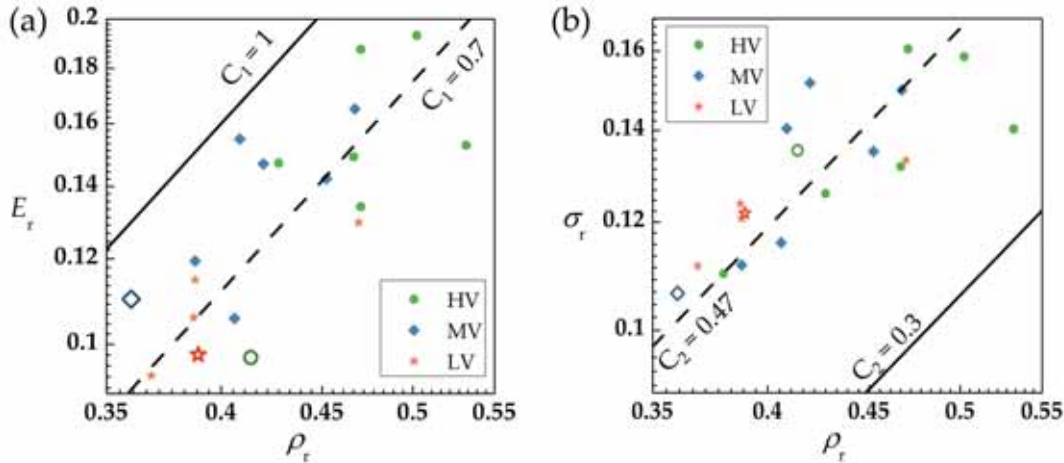 (a)
0.2
0.18
0.16
0.14
0.12
0.1
E_r
C_1 = 1
C_1 = 0.7
HV
MV
LV
0.35
0.4
0.45
0.5
0.55
ρ_r
(b)
0.16
0.14
0.12
0.1
σ_r
HV
MV
LV
C_2 = 0.47
C_2 = 0.3
0.35
0.4
0.45
0.5
0.55
ρ_r